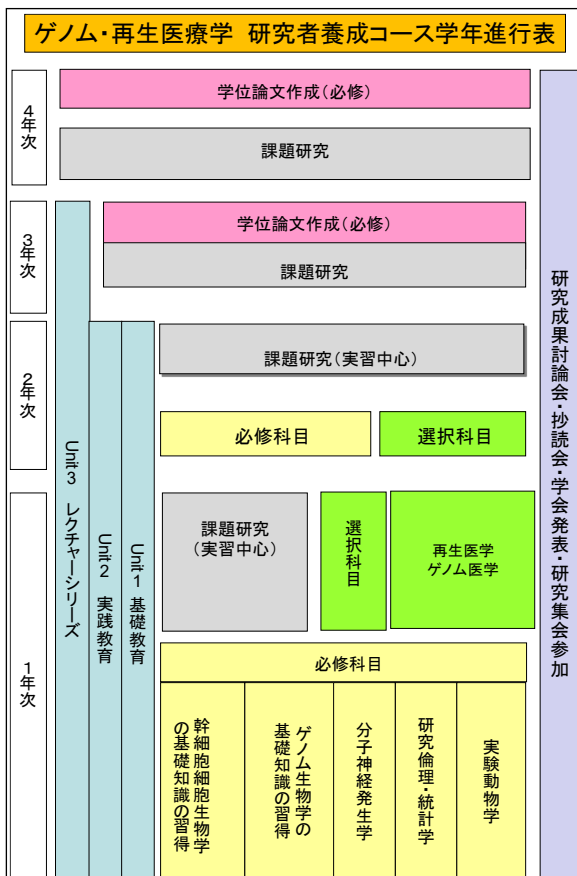 ゲノム・再生医療学 研究者養成コース学年進行表
4年次
学位論文作成(必修)
課題研究
3年次
学位論文作成(必修)
課題研究
2年次
課題研究(実習中心)
必修科目
選択科目
1年次
Unit3 レクチャーシリーズ
Unit2 実践教育
Unit1 基礎教育
課題研究
(実習中心)
選択科目
再生医学
ゲノム医学
必修科目
幹細胞細胞生物学
の基礎知識の習得
ゲノム生物学の
基礎知識の習得
分子神経発生学
研究倫理・統計学
実験動物学
研究成果討論会・抄読会・学会発表・研究集会参加